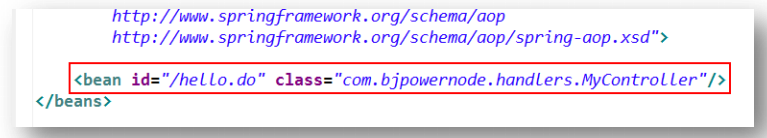 http://www.springframework.org/schema/aop
http://www.springframework.org/schema/aop/spring-aop.xsd">
<bean id="/hello.do" class="com.bjpowernode.handlers.MyController"/>
</beans>